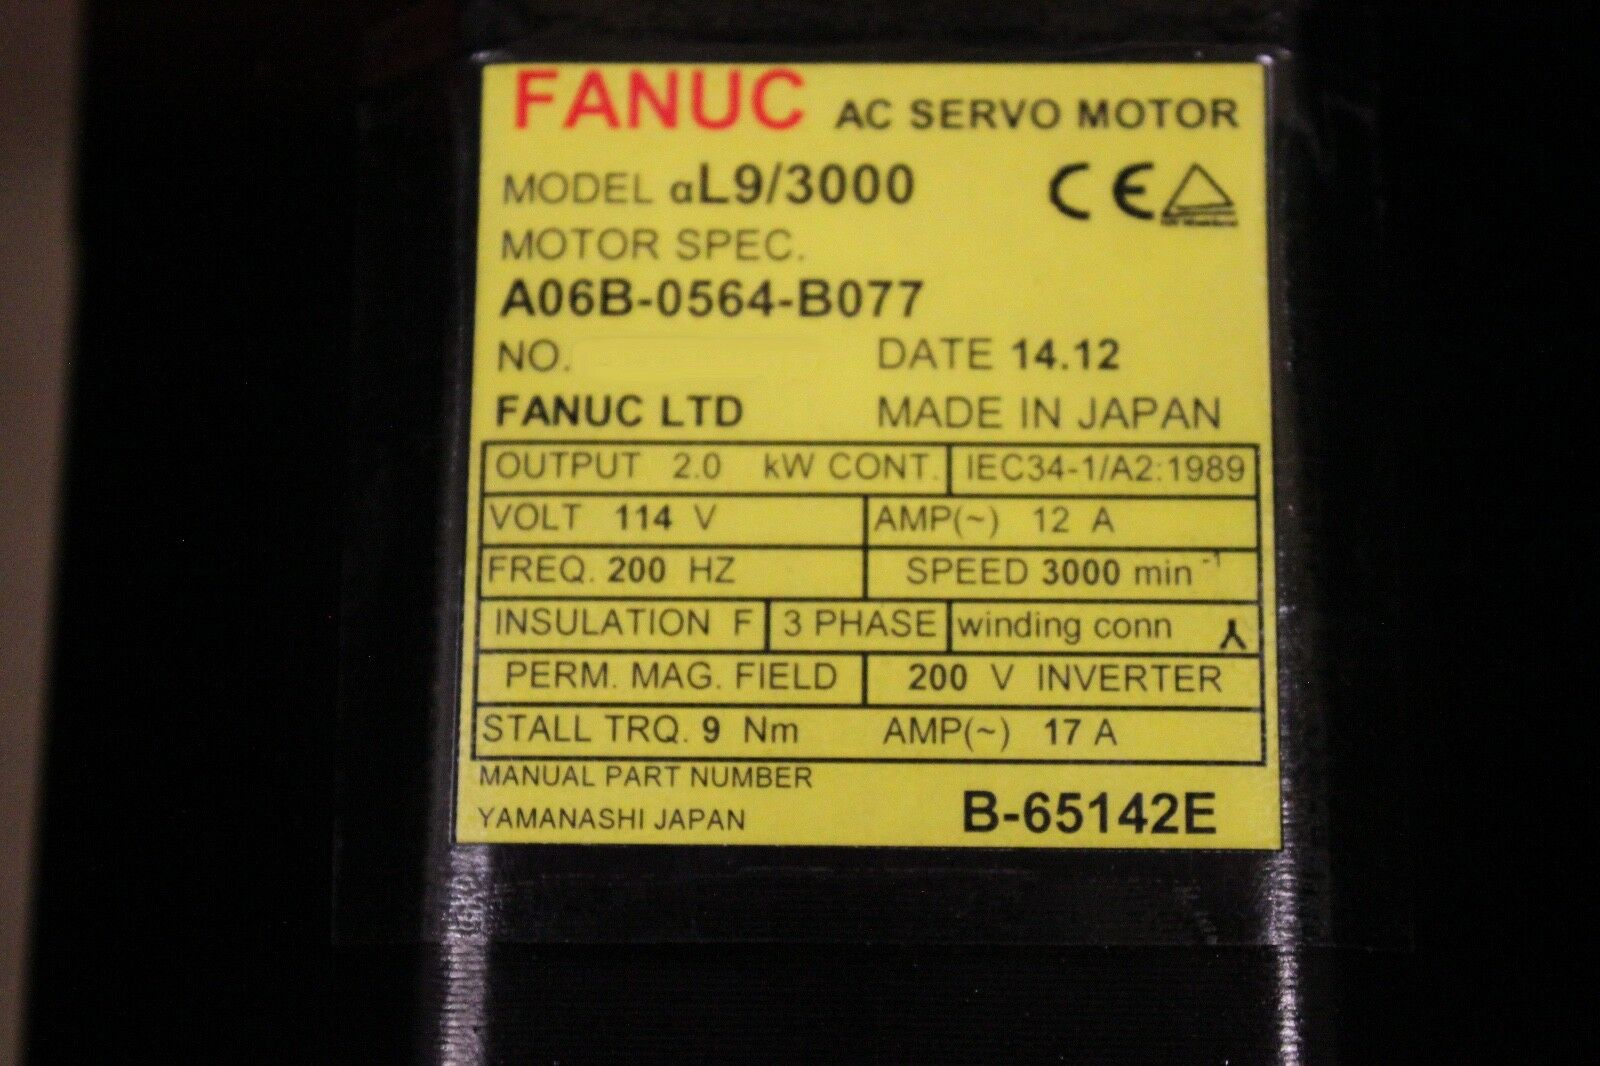 FANUC AC SERVO MOTOR
MODEL αL9/3000 CE
MOTOR SPEC.
A06B-0564-B077
NO. DATE 14.12
FANUC LTD MADE IN JAPAN
OUTPUT 2.0 kW CONT. IEC34-1/A2:1989
VOLT 114 V AMP(~) 12 A
FREQ. 200 HZ SPEED 3000 min⁻¹
INSULATION F 3 PHASE winding conn
PERM. MAG. FIELD 200 V INVERTER
STALL TRQ. 9 Nm AMP(~) 17 A
MANUAL PART NUMBER
YAMANASHI JAPAN B-65142E